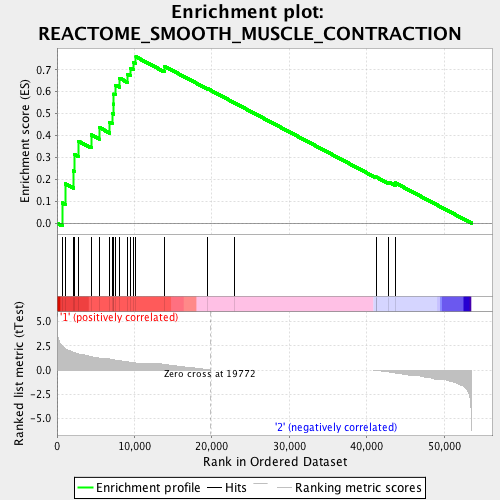 Enrichment plot:
REACTOME_SMOOTH_MUSCLE_CONTRACTION
Enrichment score (ES)
0.7
0.6
0.5
0.4
0.3
0.2
0.1
0.0
'1' (positively correlated)
Ranked list metric (tTest)
5.0
2.5
0.0
-2.5
-5.0
Zero cross at 19772
'2' (negatively correlated)
0 10,000 20,000 30,000 40,000 50,000
Rank in Ordered Dataset
Enrichment profile Hits Ranking metric scores